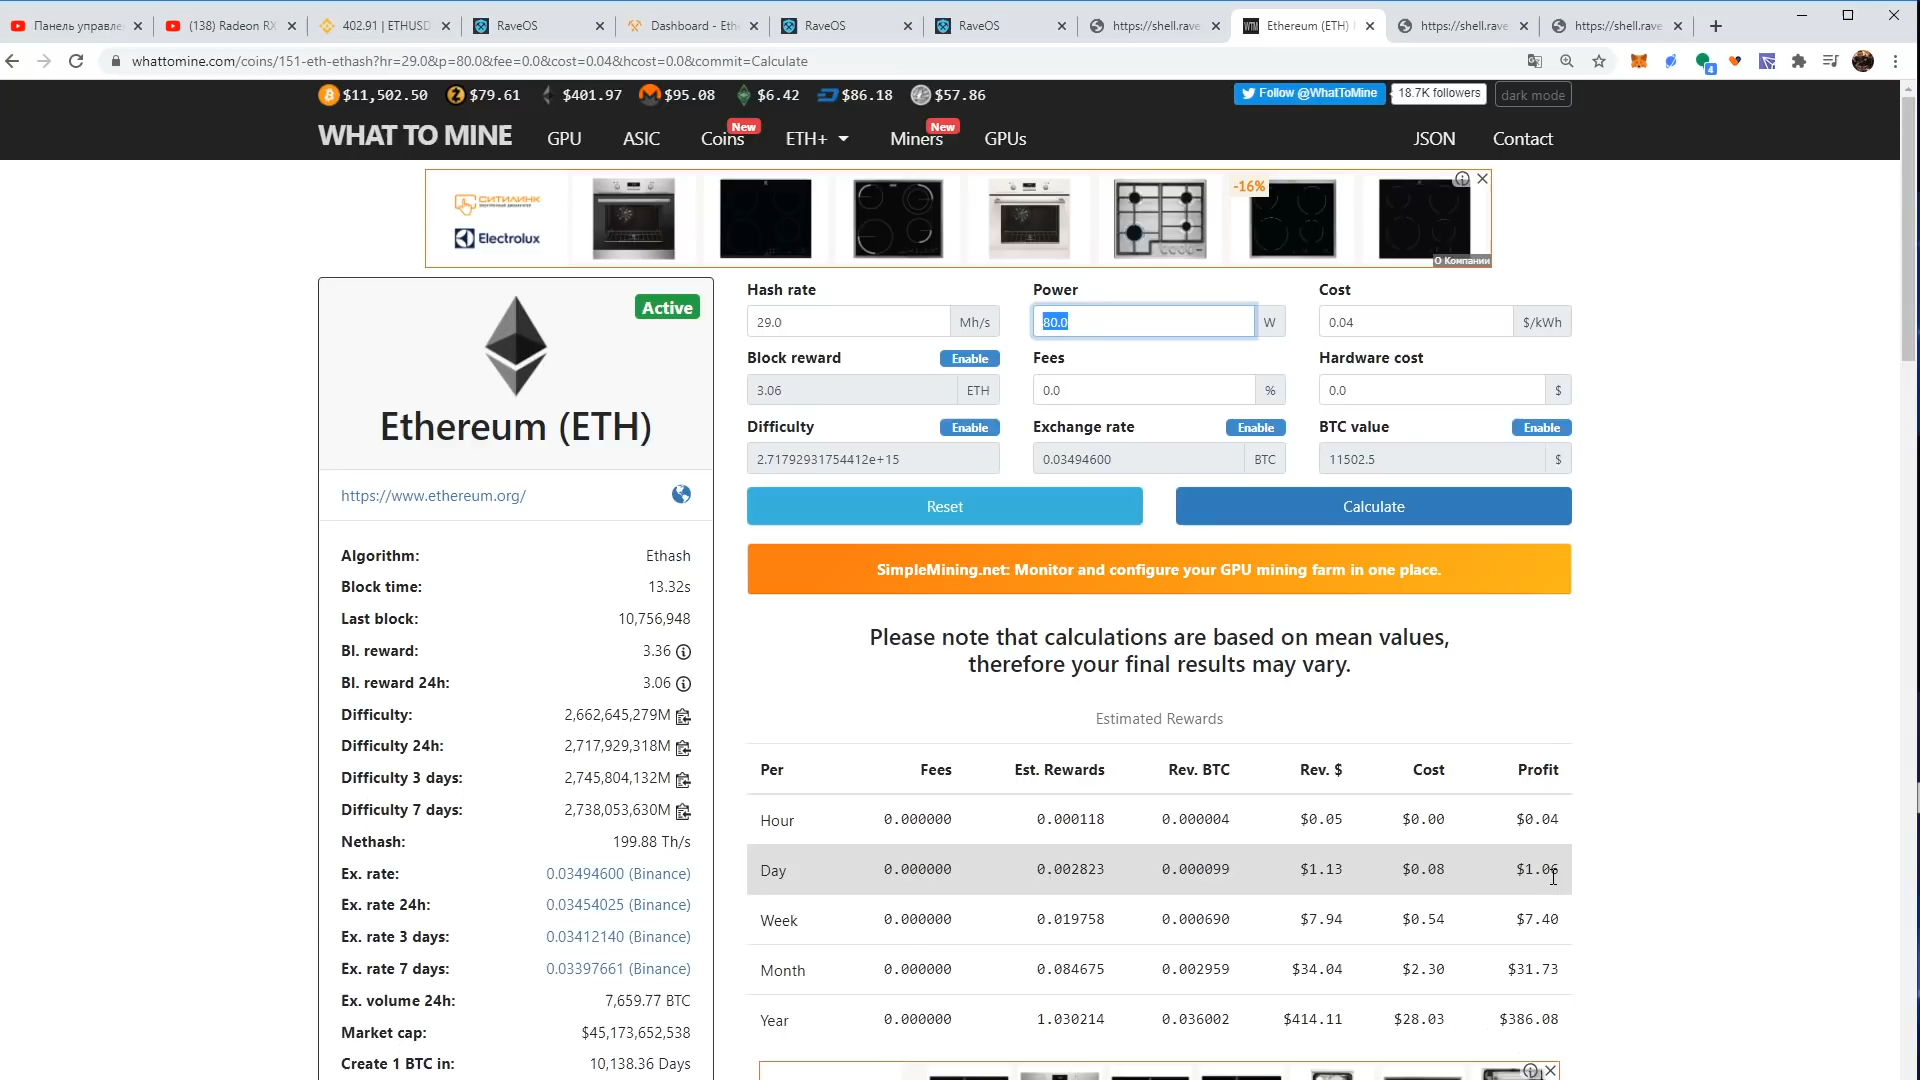 Панель управле
(138) Radeon RX
402.91 | ETHUSD
RaveOS
Dashboard - Eth
RaveOS
RaveOS
https://shell.rave
Ethereum (ETH)
https://shell.rave
https://shell.rave
whattomine.com/coins/151-eth-ethash?hr=29.0&p=80.0&fee=0.0&cost=0.04&hcost=0.0&commit=Calculate
4
$11,502.50 $79.61 $401.97 $95.08 $6.42 $86.18 $57.86
Follow @WhatToMine 18.7K followers dark mode
WHAT TO MINE GPU ASIC Coins New ETH+ Miners New GPUs JSON Contact
СИТИЛИНК
Electrolux
-16%
О Компании
Active
Ethereum (ETH)
https://www.ethereum.org/
Algorithm: Ethash
Block time: 13.32s
Last block: 10,756,948
Bl. reward: 3.36
Bl. reward 24h: 3.06
Difficulty: 2,662,645,279M
Difficulty 24h: 2,717,929,318M
Difficulty 3 days: 2,745,804,132M
Difficulty 7 days: 2,738,053,630M
Nethash: 199.88 Th/s
Ex. rate: 0.03494600 (Binance)
Ex. rate 24h: 0.03454025 (Binance)
Ex. rate 3 days: 0.03412140 (Binance)
Ex. rate 7 days: 0.03397661 (Binance)
Ex. volume 24h: 7,659.77 BTC
Market cap: $45,173,652,538
Create 1 BTC in: 10,138.36 Days
Hash rate Power Cost
29.0 Mh/s 80.0 W 0.04 $/kWh
Block reward Enable Fees Hardware cost
3.06 ETH 0.0 % 0.0 $
Difficulty Enable Exchange rate Enable BTC value Enable
2.71792931754412e+15 0.03494600 BTC 11502.5 $
Reset Calculate
SimpleMining.net: Monitor and configure your GPU mining farm in one place.
Please note that calculations are based on mean values,
therefore your final results may vary.
Estimated Rewards
Per Fees Est. Rewards Rev. BTC Rev. $ Cost Profit
Hour 0.000000 0.000118 0.000004 $0.05 $0.00 $0.04
Day 0.000000 0.002823 0.000099 $1.13 $0.08 $1.06
Week 0.000000 0.019758 0.000690 $7.94 $0.54 $7.40
Month 0.000000 0.084675 0.002959 $34.04 $2.30 $31.73
Year 0.000000 1.030214 0.036002 $414.11 $28.03 $386.08